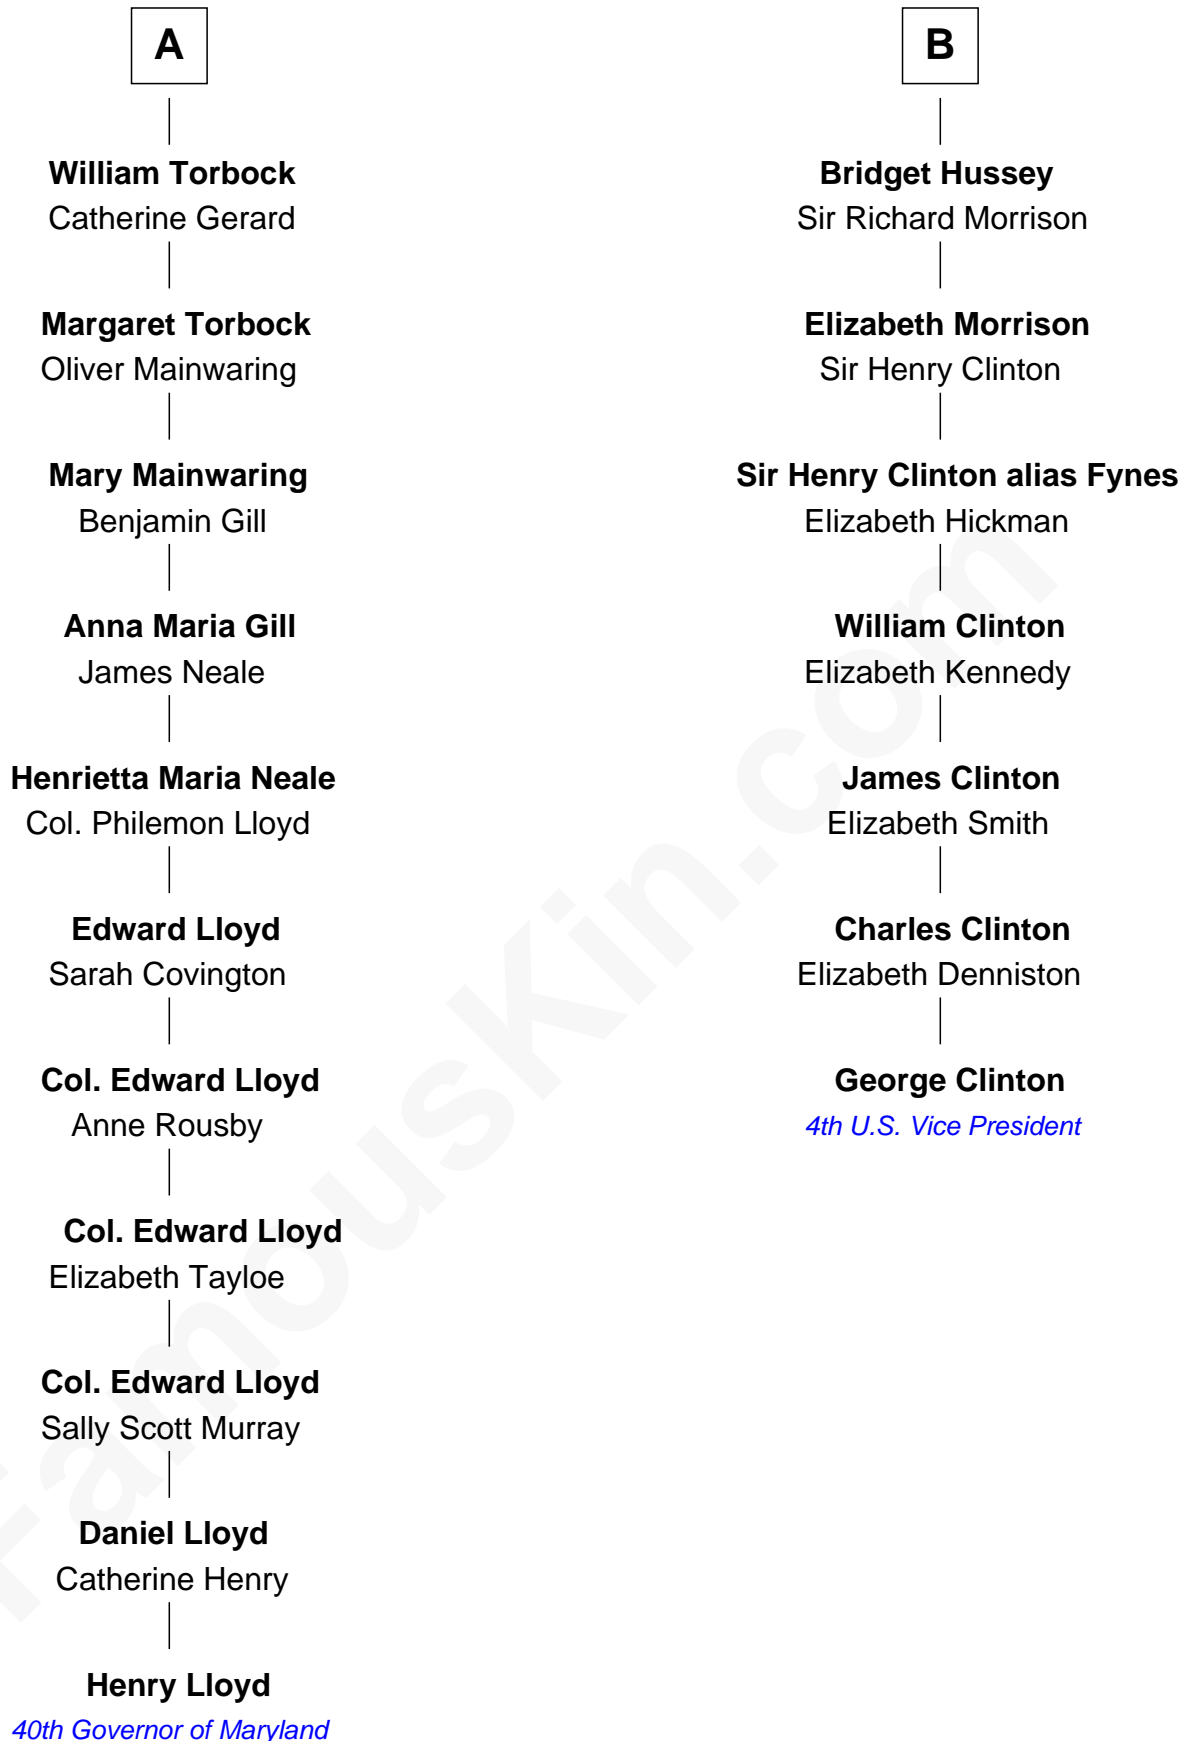 A
William Torbock
Catherine Gerard
Margaret Torbock
Oliver Mainwaring
Mary Mainwaring
Benjamin Gill
Anna Maria Gill
James Neale
Henrietta Maria Neale
Col. Philemon Lloyd
Edward Lloyd
Sarah Covington
Col. Edward Lloyd
Anne Rousby
Col. Edward Lloyd
Elizabeth Tayloe
Col. Edward Lloyd
Sally Scott Murray
Daniel Lloyd
Catherine Henry
Henry Lloyd
40th Governor of Maryland
B
Bridget Hussey
Sir Richard Morrison
Elizabeth Morrison
Sir Henry Clinton
Sir Henry Clinton alias Fynes
Elizabeth Hickman
William Clinton
Elizabeth Kennedy
James Clinton
Elizabeth Smith
Charles Clinton
Elizabeth Denniston
George Clinton
4th U.S. Vice President
FamousKin.com